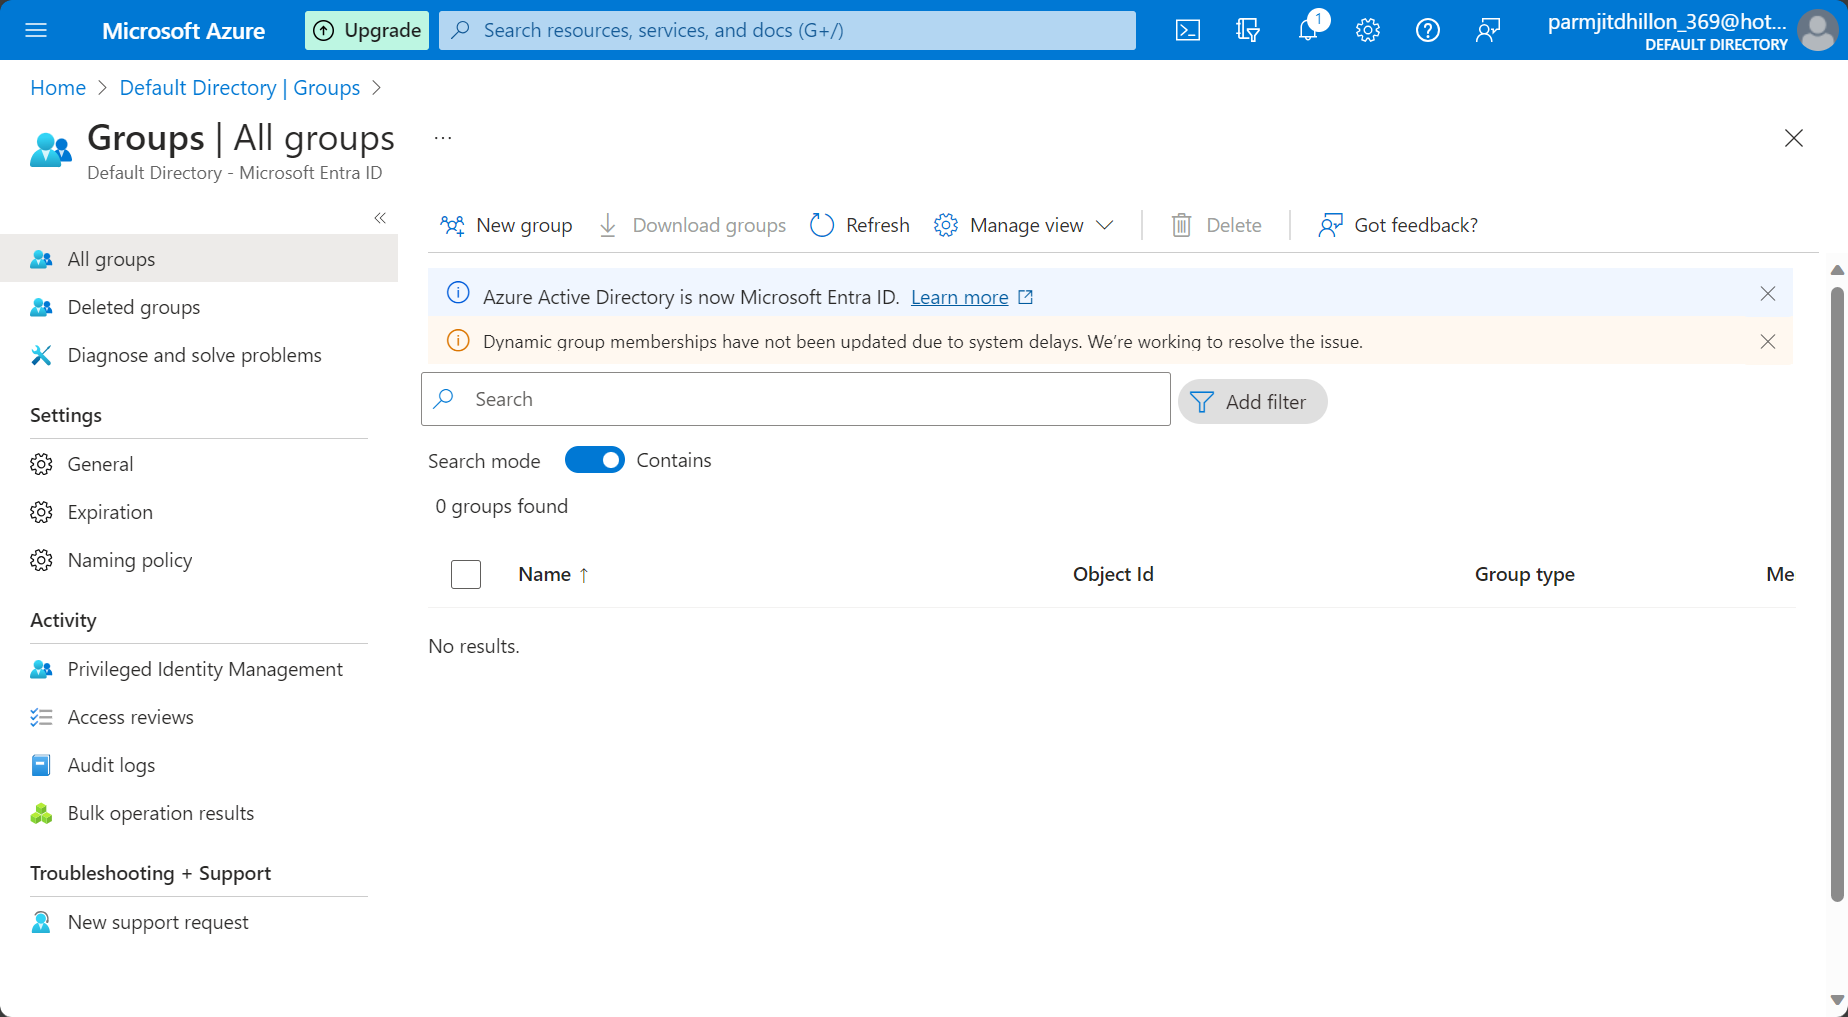 Microsoft Azure
Upgrade
Search resources, services, and docs (G+/)
1
parmjitdhillon_369@hot...
DEFAULT DIRECTORY
Home > Default Directory | Groups >
Groups | All groups ...
Default Directory - Microsoft Entra ID
«
New group
Download groups
Refresh
Manage view
Delete
Got feedback?
All groups
Deleted groups
Diagnose and solve problems
Settings
General
Expiration
Naming policy
Activity
Privileged Identity Management
Access reviews
Audit logs
Bulk operation results
Troubleshooting + Support
New support request
Azure Active Directory is now Microsoft Entra ID. Learn more
Dynamic group memberships have not been updated due to system delays. We're working to resolve the issue.
Search
Add filter
Search mode
Contains
0 groups found
Name ↑
Object Id
Group type
Me
No results.